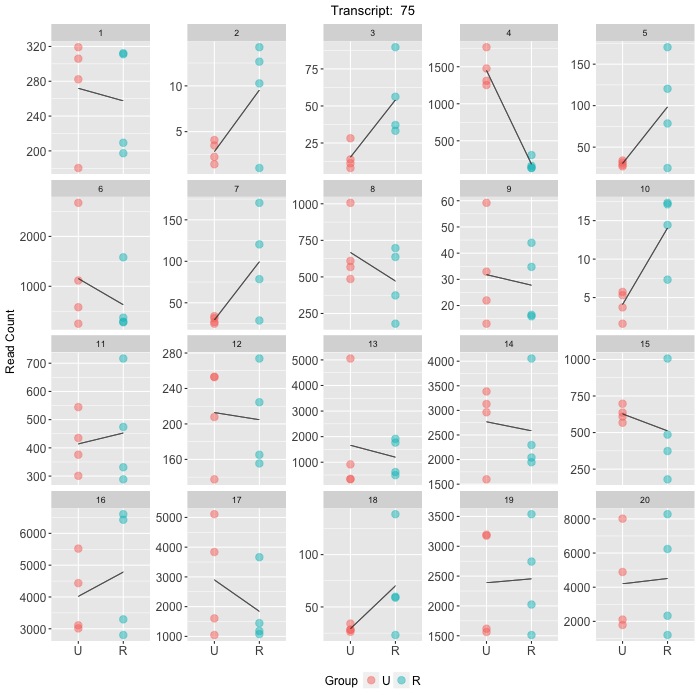 Transcript: 75
1 2 3 4 5
320 280 240 200
10 5
75 50 25
1500 1000 500
150 100 50
6 7 8 9 10
2000 1000
150 100 50
1000 750 500 250
60 50 40 30 20
15 10 5
Read Count
11 12 13 14 15
700 600 500 400 300
280 240 200 160
5000 4000 3000 2000 1000
4000 3500 3000 2500 2000 1500
1000 750 500 250
16 17 18 19 20
6000 5000 4000 3000
5000 4000 3000 2000 1000
100 50
3500 3000 2500 2000 1500
8000 6000 4000 2000
U R U R U R U R U R
Group U R